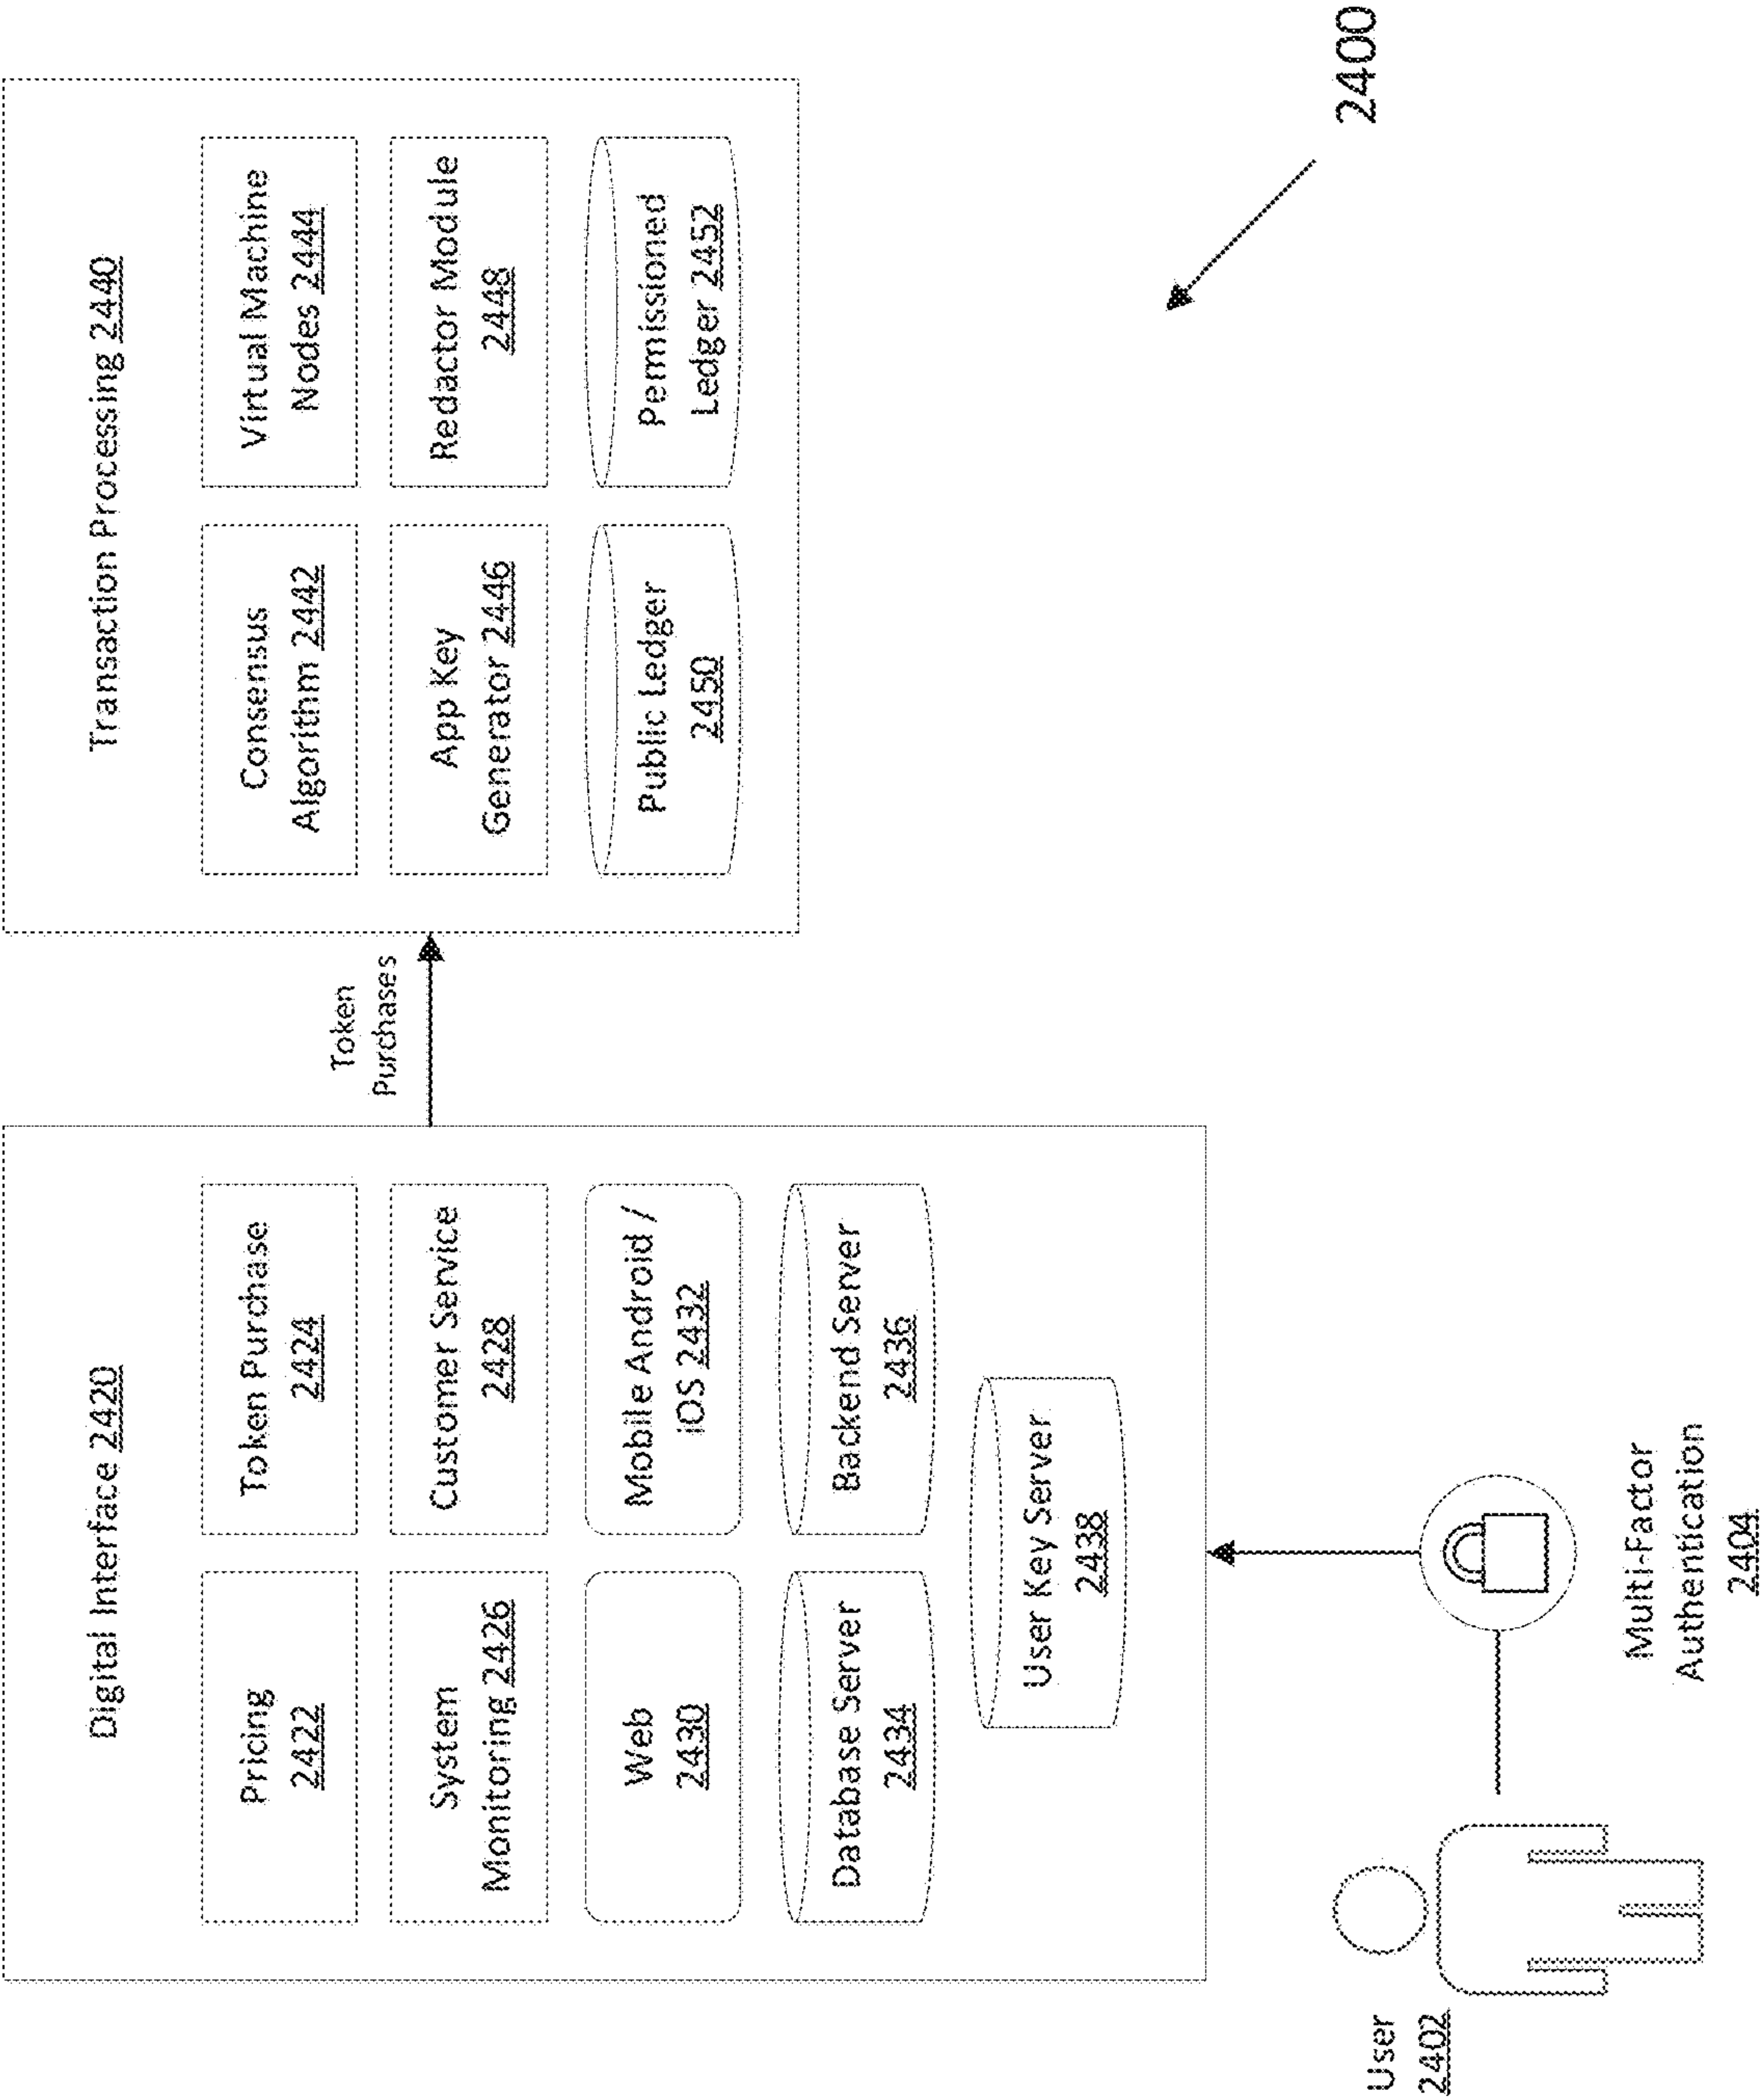 Digital Interface 2420
Pricing
2422
Token Purchase
2424
System
Monitoring 2426
Customer Service
2428
Web
2430
Mobile Android /
iOS 2432
Database Server
2434
Backend Server
2436
User Key Server
2438
Token
Purchases
Transaction Processing 2440
Consensus
Algorithm 2442
Virtual Machine
Nodes 2444
App Key
Generator 2446
Redactor Module
2448
Public Ledger
2450
Permissioned
Ledger 2452
User
2402
Multi-Factor
Authentication
2404
2400